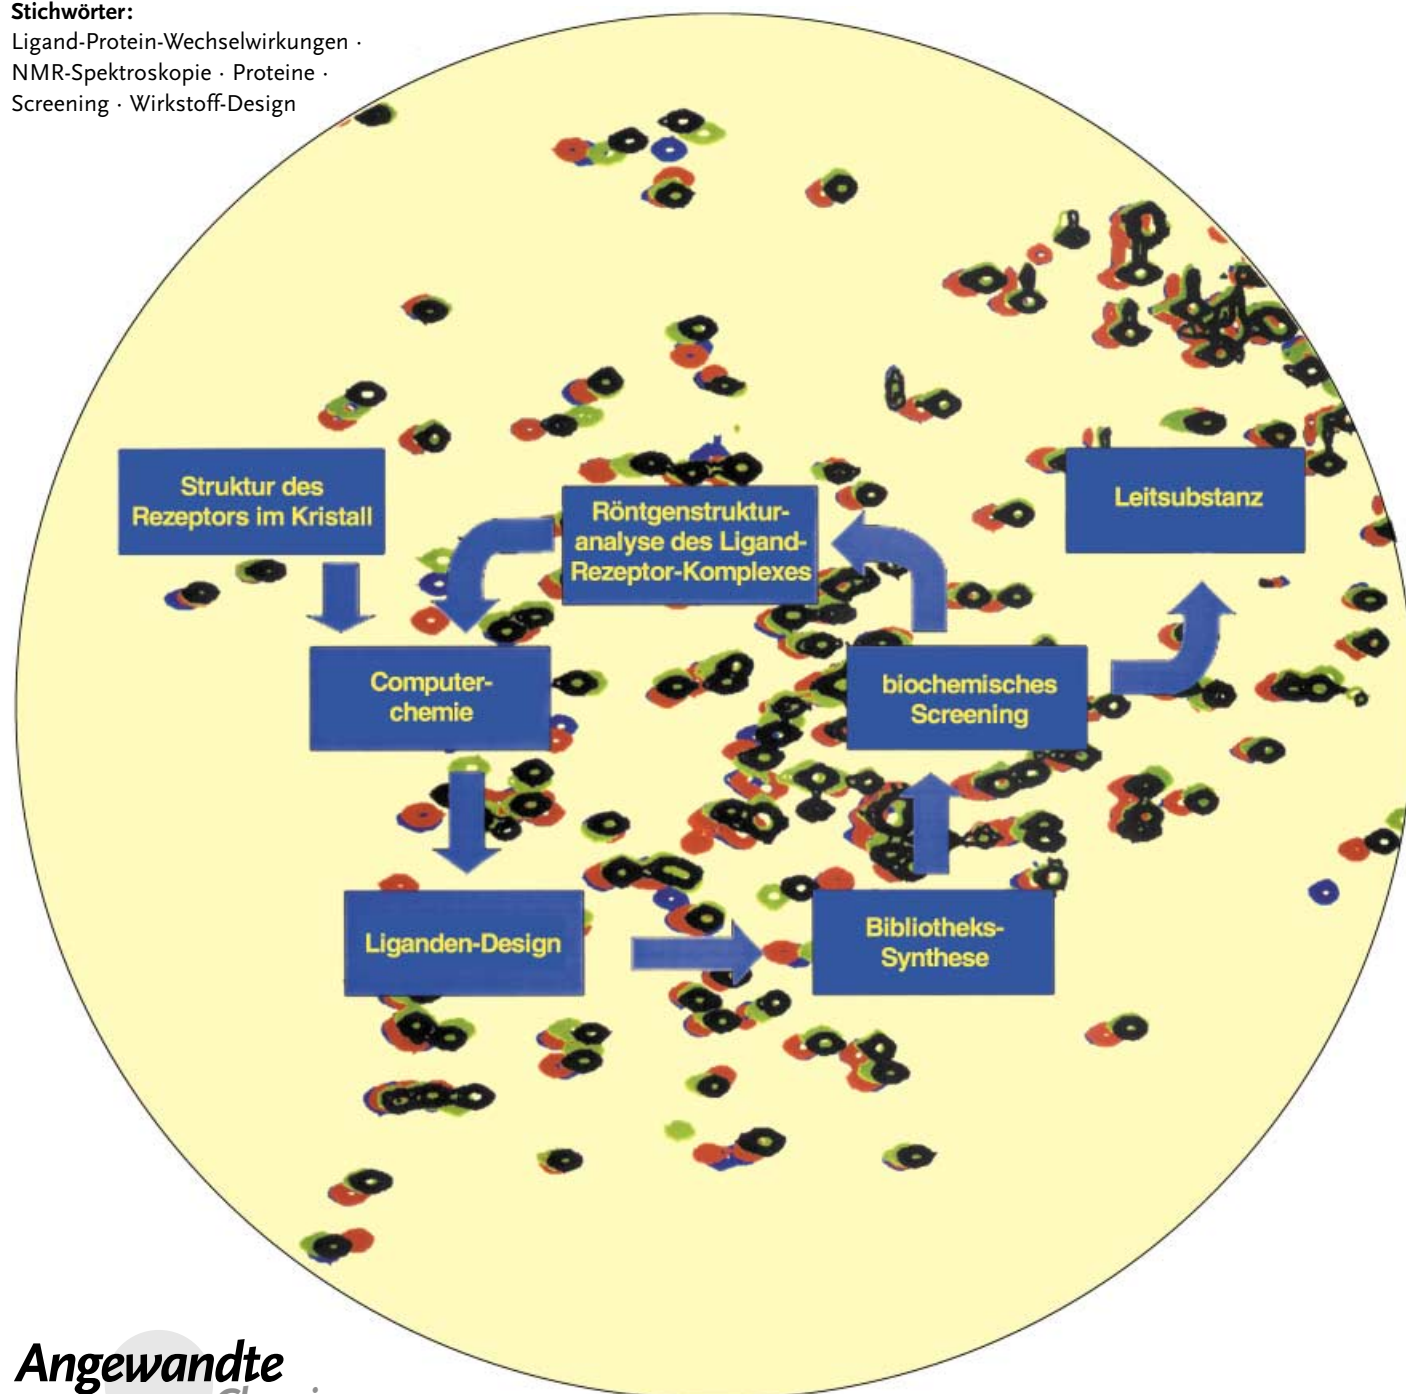 Stichwörter:
Ligand-Protein-Wechselwirkungen ·
NMR-Spektroskopie · Proteine ·
Screening · Wirkstoff-Design
Struktur des
Rezeptors im Kristall
Röntgenstruktur-
analyse des Ligand-
Rezeptor-Komplexes
Leitsubstanz
Computer-
chemie
biochemisches
Screening
Liganden-Design
Bibliotheks-
Synthese
Angewandte